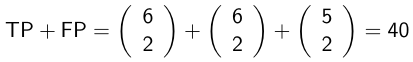 TP + FP = ( 6 2 ) + ( 6 2 ) + ( 5 2 ) = 40